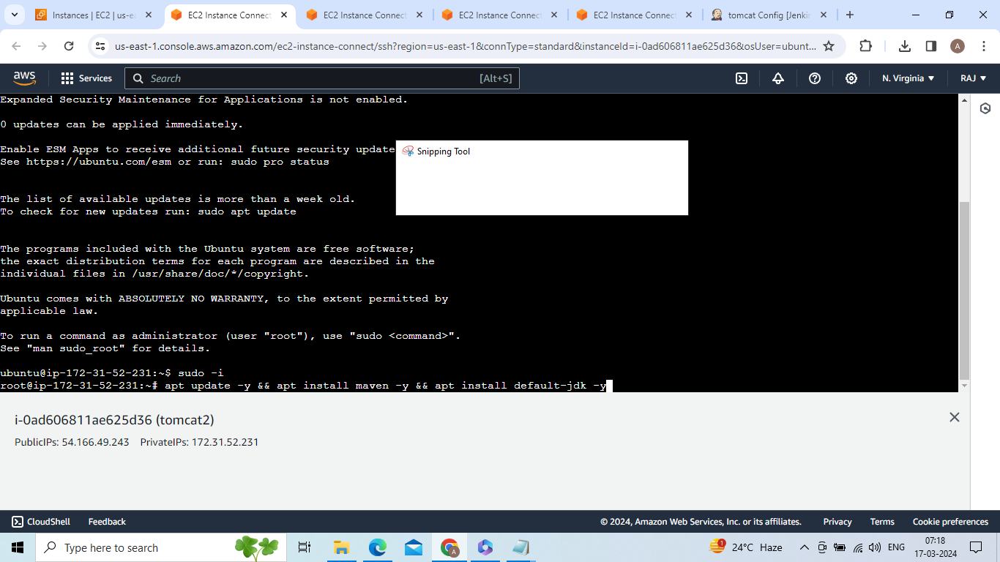 Instances | EC2 | us-ea
EC2 Instance Connect
EC2 Instance Connect
EC2 Instance Connect
EC2 Instance Connect
tomcat Config [Jenki
us-east-1.console.aws.amazon.com/ec2-instance-connect/ssh?region=us-east-1&connType=standard&instanceId=i-0ad606811ae625d36&osUser=ubunt...
A
aws
Services
Search
[Alt+S]
N. Virginia
RAJ
Expanded Security Maintenance for Applications is not enabled.
0 updates can be applied immediately.
Enable ESM Apps to receive additional future security update
See https://ubuntu.com/esm or run: sudo pro status
Snipping Tool
The list of available updates is more than a week old.
To check for new updates run: sudo apt update
The programs included with the Ubuntu system are free software;
the exact distribution terms for each program are described in the
individual files in /usr/share/doc/*/copyright.
Ubuntu comes with ABSOLUTELY NO WARRANTY, to the extent permitted by
applicable law.
To run a command as administrator (user "root"), use "sudo <command>".
See "man sudo_root" for details.
ubuntu@ip-172-31-52-231:~$ sudo -i
root@ip-172-31-52-231:~# apt update -y && apt install maven -y && apt install default-jdk -y
i-0ad606811ae625d36 (tomcat2)
PublicIPs: 54.166.49.243 PrivateIPs: 172.31.52.231
CloudShell
Feedback
© 2024, Amazon Web Services, Inc. or its affiliates.
Privacy
Terms
Cookie preferences
Type here to search
A
1
24°C Haze
ENG
07:18
17-03-2024